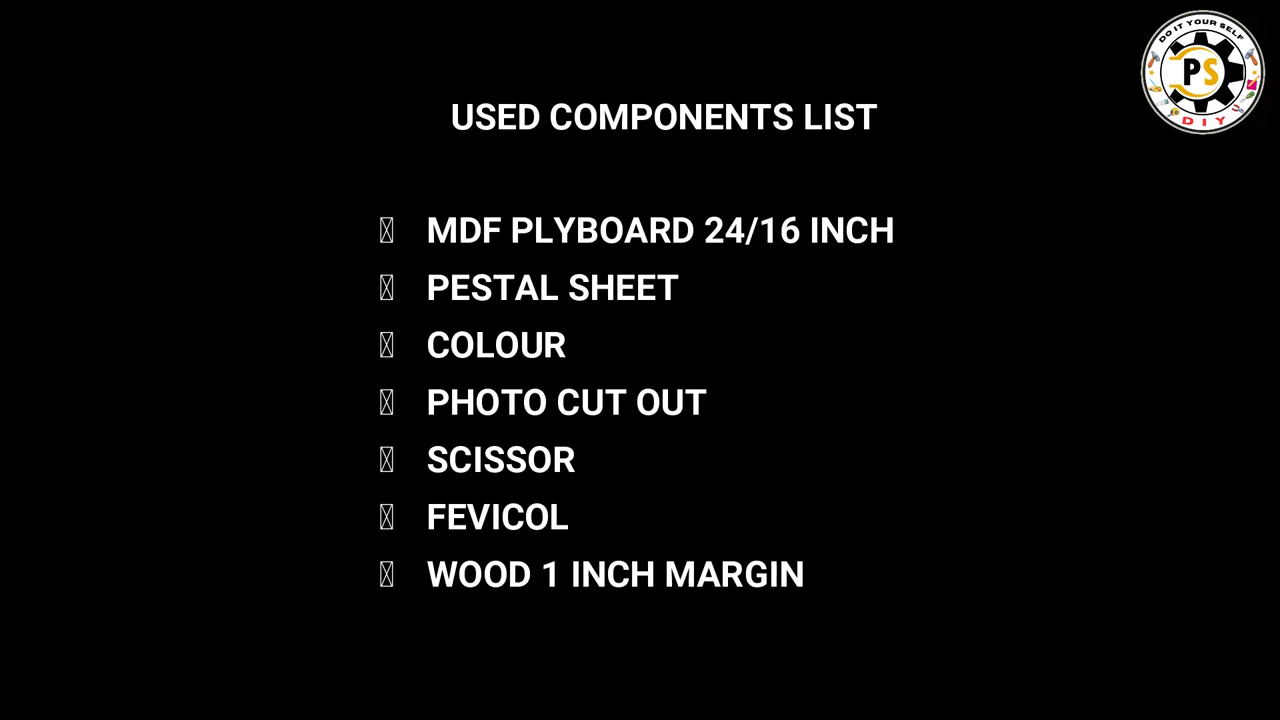 DO IT YOUR SELF
PS
DIY
USED COMPONENTS LIST
MDF PLYBOARD 24/16 INCH
PESTAL SHEET
COLOUR
PHOTO CUT OUT
SCISSOR
FEVICOL
WOOD 1 INCH MARGIN